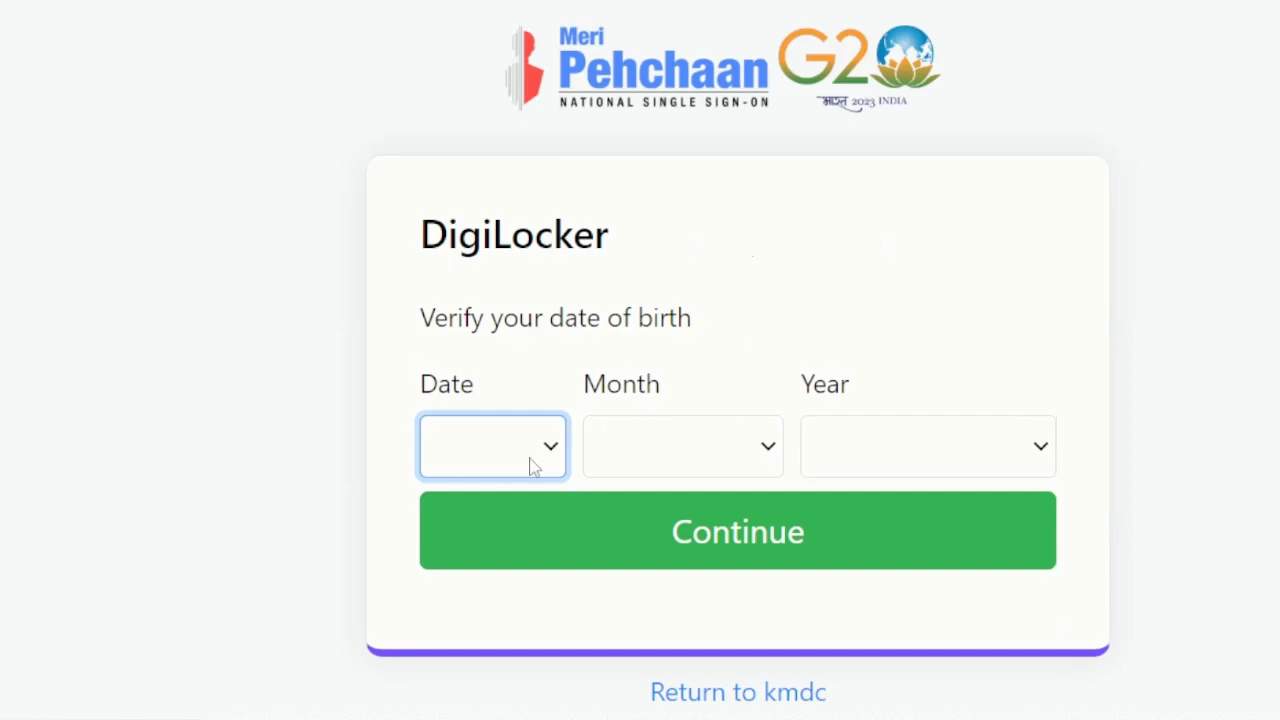 Meri
Pehchaan
NATIONAL SINGLE SIGN-ON
G20
भारत 2023 INDIA
DigiLocker
Verify your date of birth
Date Month Year
Continue
Return to kmdc